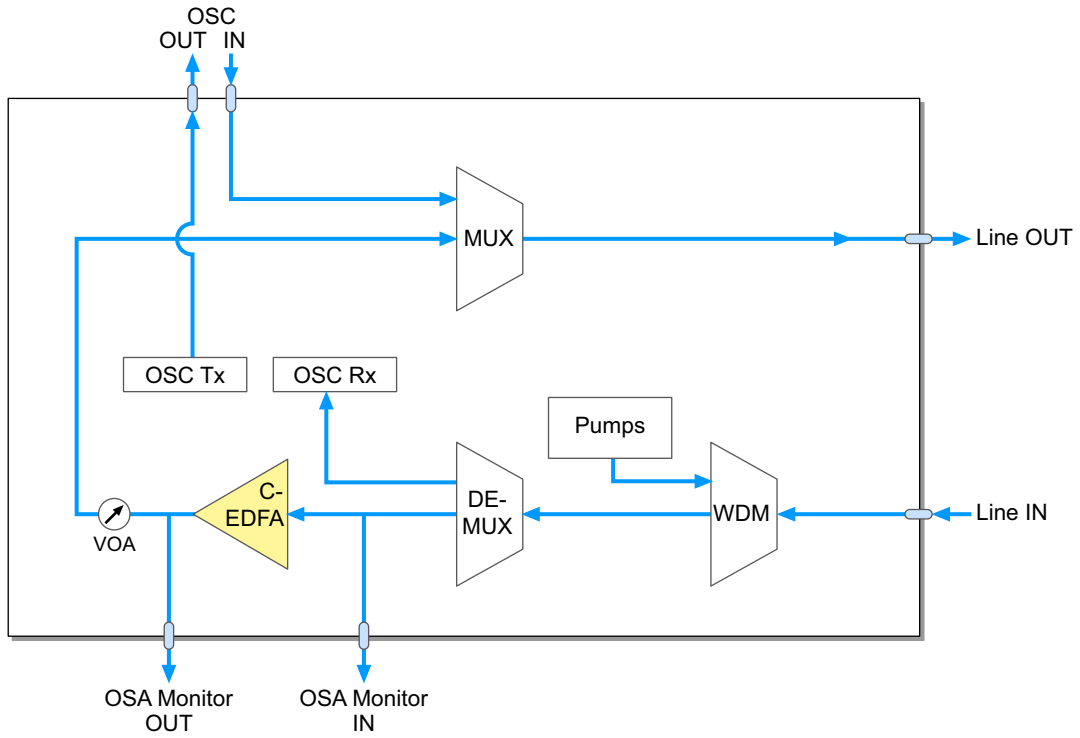 OSC
OUT IN
MUX
Line OUT
OSC Tx
OSC Rx
Pumps
C-
EDFA
DE-
MUX
WDM
Line IN
VOA
OSA Monitor
OUT
OSA Monitor
IN